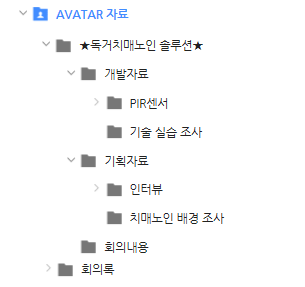 AVATAR 자료
★독거치매노인 솔루션★
개발자료
PIR센서
기술 실습 조사
기획자료
인터뷰
치매노인 배경 조사
회의내용
회의록